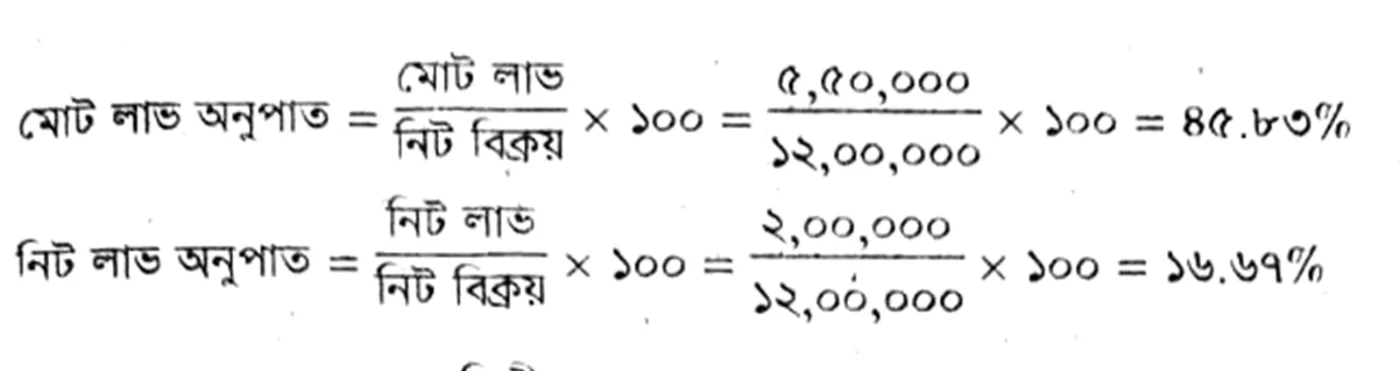 মোট লাভ অনুপাত = মোট লাভ / নিট বিক্রয় × ১০০ = ৫,৫০,০০০ / ১২,০০,০০০ × ১০০ = ৪৫.৮৩%
নিট লাভ অনুপাত = নিট লাভ / নিট বিক্রয় × ১০০ = ২,০০,০০০ / ১২,০০,০০০ × ১০০ = ১৬.৬৭%